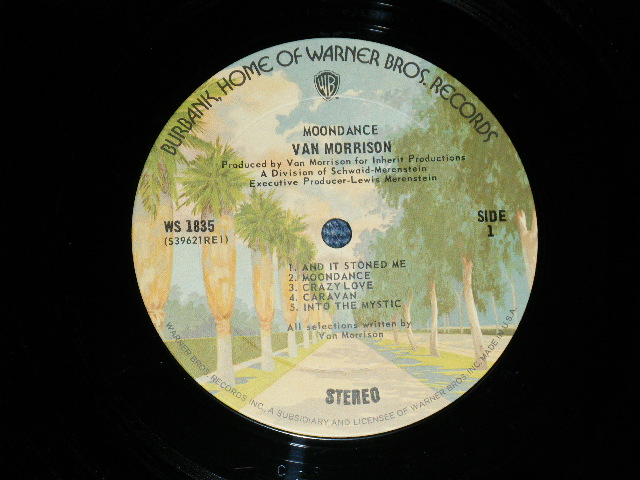 BURBANK, HOME OF WARNER BROS. RECORDS
WB
MOONDANCE
VAN MORRISON
Produced by Van Morrison for Inherit Productions
A Division of Schwaid-Merenstein
Executive Producer-Lewis Merenstein
WS 1835
(S39621RE1)
SIDE
1
1. AND IT STONED ME
2. MOONDANCE
3. CRAZY LOVE
4. CARAVAN
5. INTO THE MYSTIC
All selections written by
Van Morrison
STEREO
WARNER BROS. RECORDS INC., A SUBSIDIARY AND LICENSEE OF WARNER BROS. INC. MADE IN U.S.A.